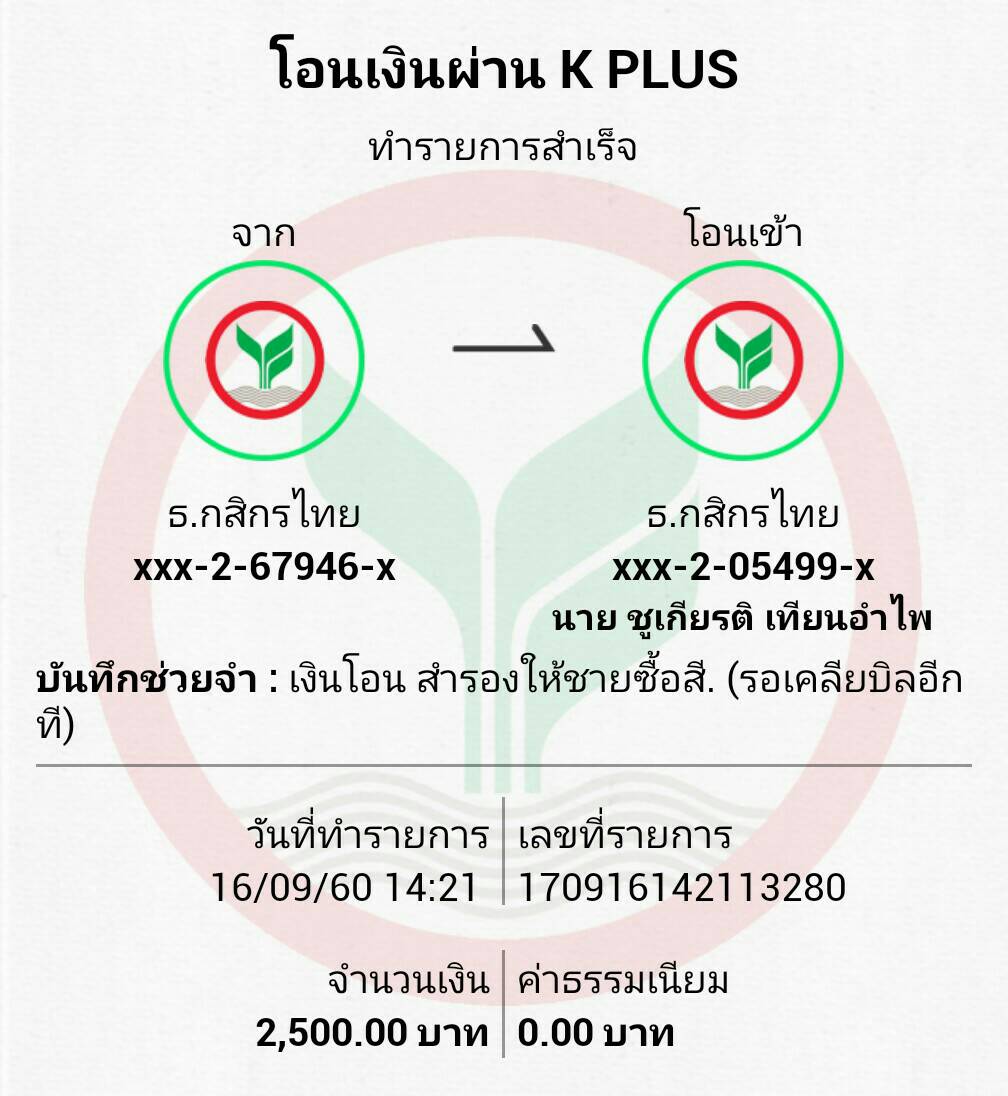 โอนเงินผ่าน K PLUS
ทำรายการสำเร็จ
จาก
โอนเข้า
ธ.กสิกรไทย
xxx-2-67946-x
ธ.กสิกรไทย
xxx-2-05499-x
นาย ชูเกียรติ เทียนอำไพ
บันทึกช่วยจำ : เงินโอน สำรองให้ชายซื้อสี. (รอเคลียบิลอีก
ที)
วันที่ทำรายการ
16/09/60 14:21
เลขที่รายการ
170916142113280
จำนวนเงิน
2,500.00 บาท
ค่าธรรมเนียม
0.00 บาท